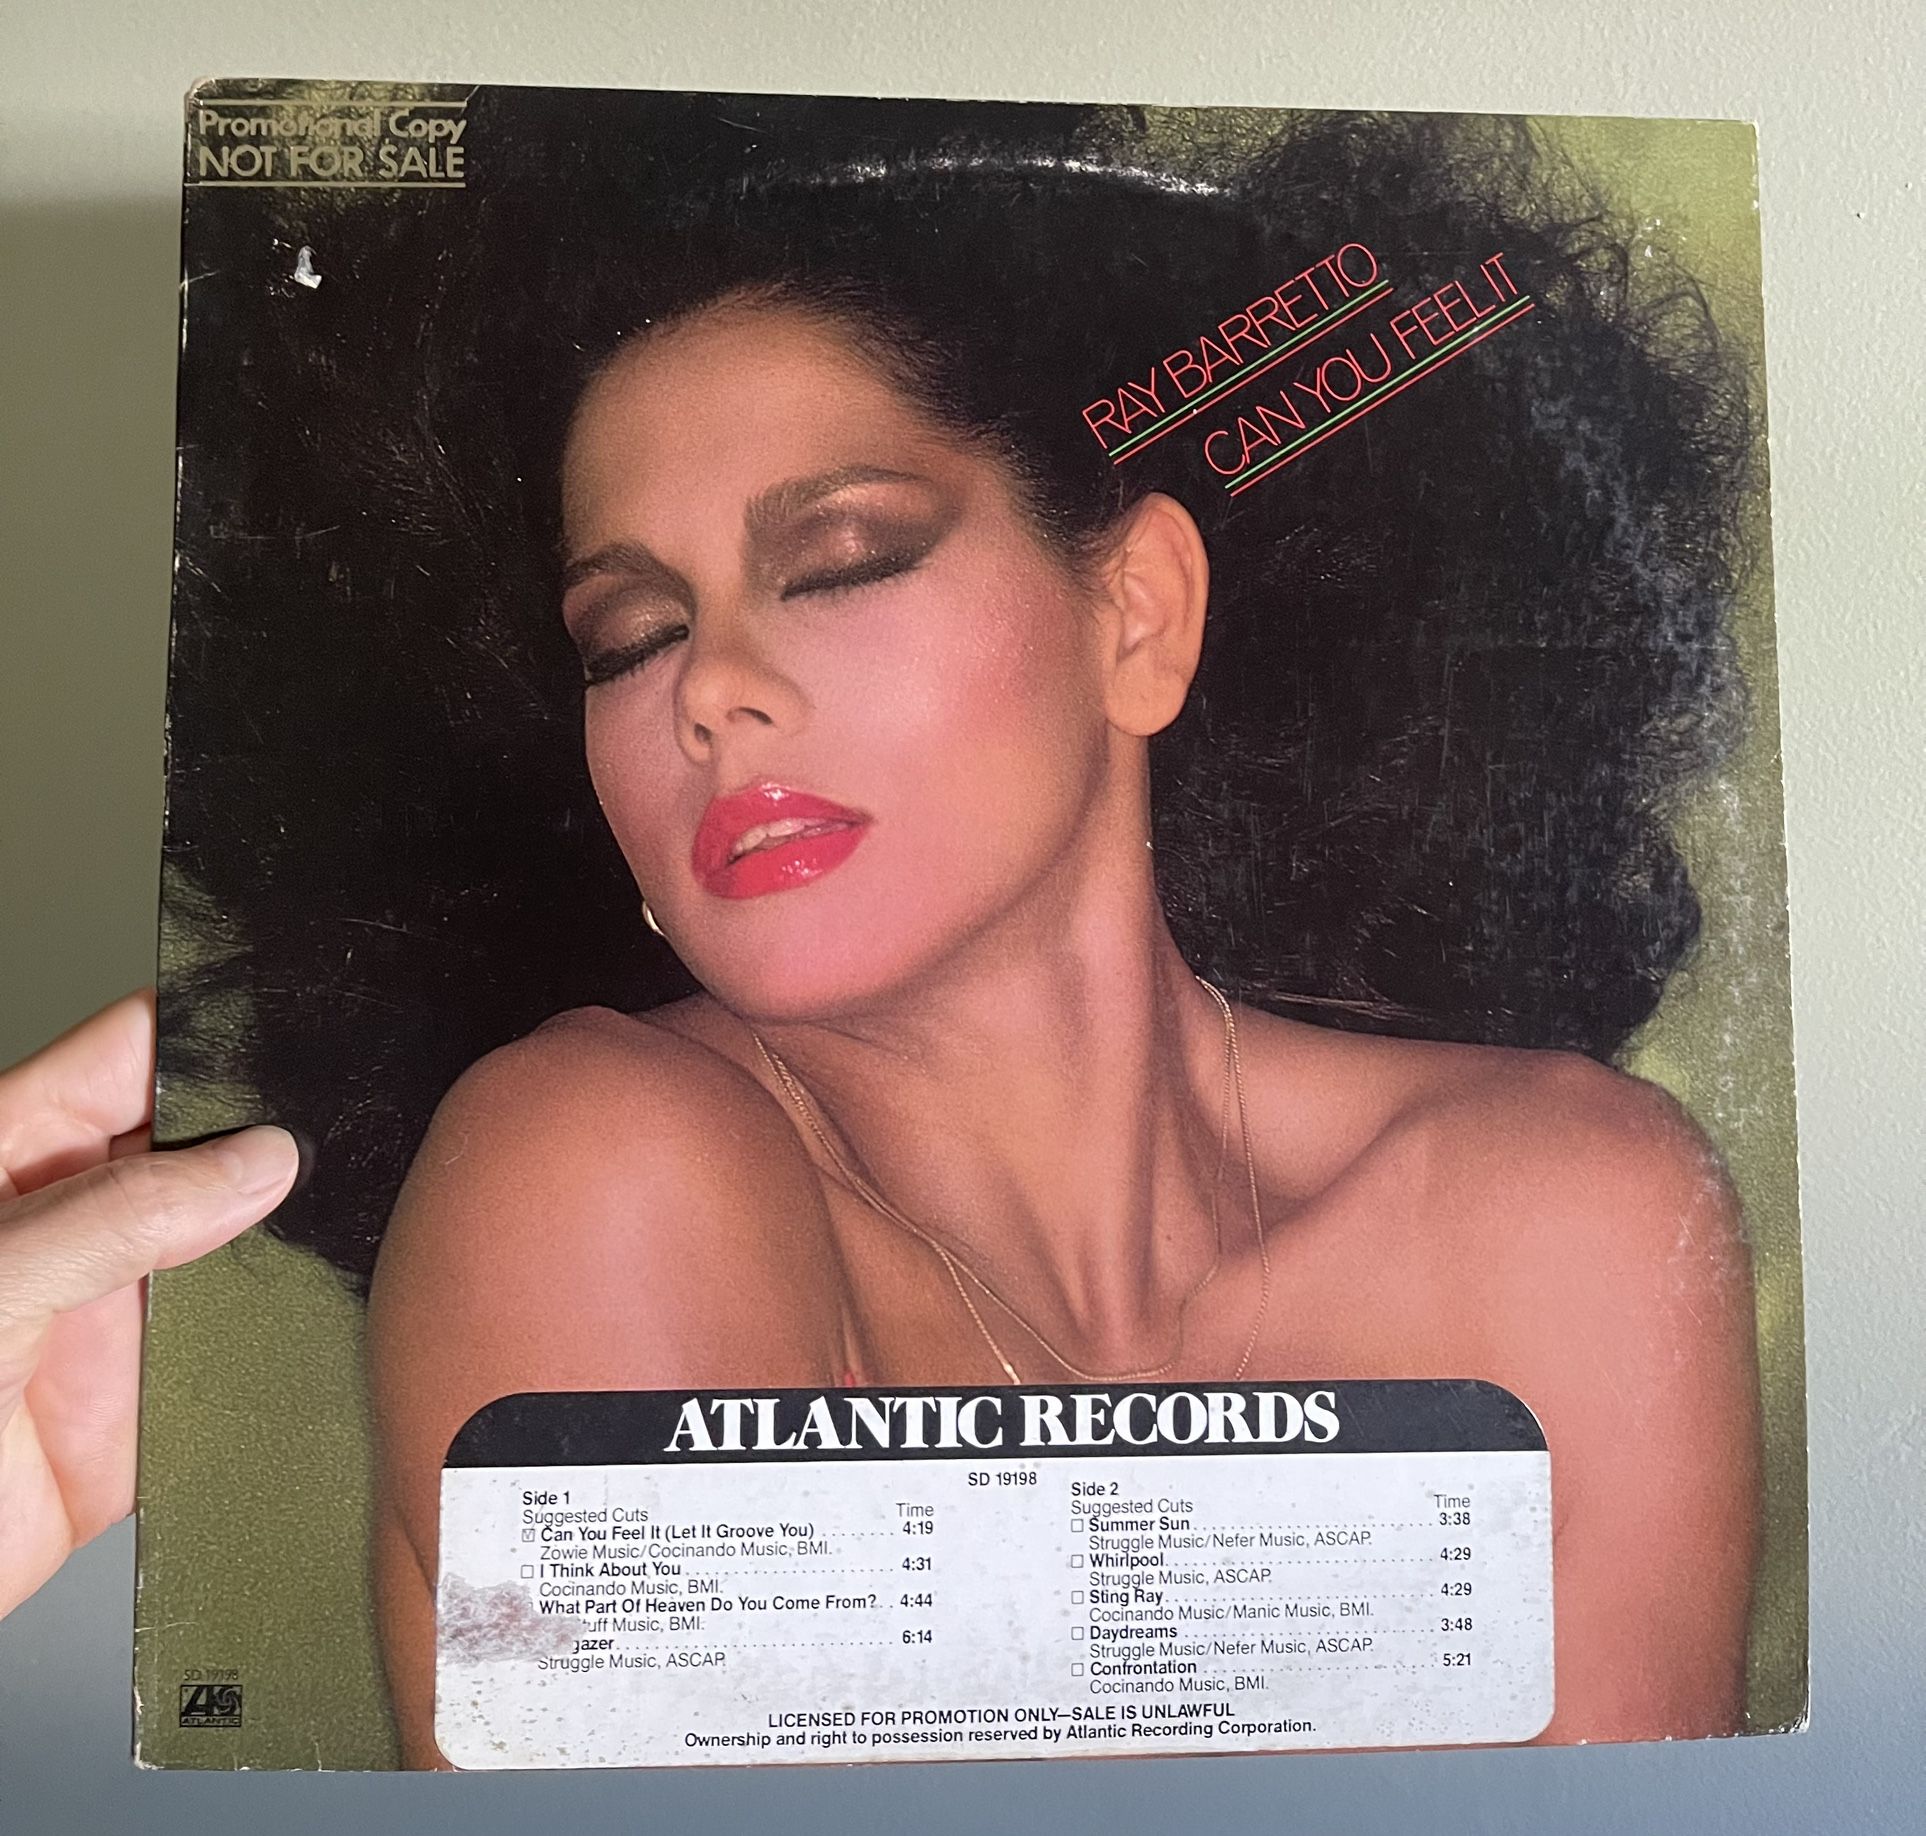 Promotional Copy
NOT FOR SALE
RAY BARRETTO
CAN YOU FEEL IT
ATLANTIC RECORDS
SD 19198
Side 1
Suggested Cuts Time
Can You Feel It (Let It Groove You) ........ 4:19
Zowie Music/Cocinando Music, BMI.
I Think About You ..................... 4:31
Cocinando Music, BMI.
What Part Of Heaven Do You Come From? .. 4:44
Music, BMI.
6:14
Struggle Music, ASCAP.
Side 2
Suggested Cuts Time
Summer Sun ........................ 3:38
Struggle Music/Nefer Music, ASCAP.
Whirlpool ........................... 4:29
Struggle Music, ASCAP.
Sting Ray ........................... 4:29
Cocinando Music/Manic Music, BMI.
Daydreams ......................... 3:48
Struggle Music/Nefer Music, ASCAP.
Confrontation ....................... 5:21
Cocinando Music, BMI.
LICENSED FOR PROMOTION ONLY—SALE IS UNLAWFUL
Ownership and right to possession reserved by Atlantic Recording Corporation.
SD 19198
ATLANTIC